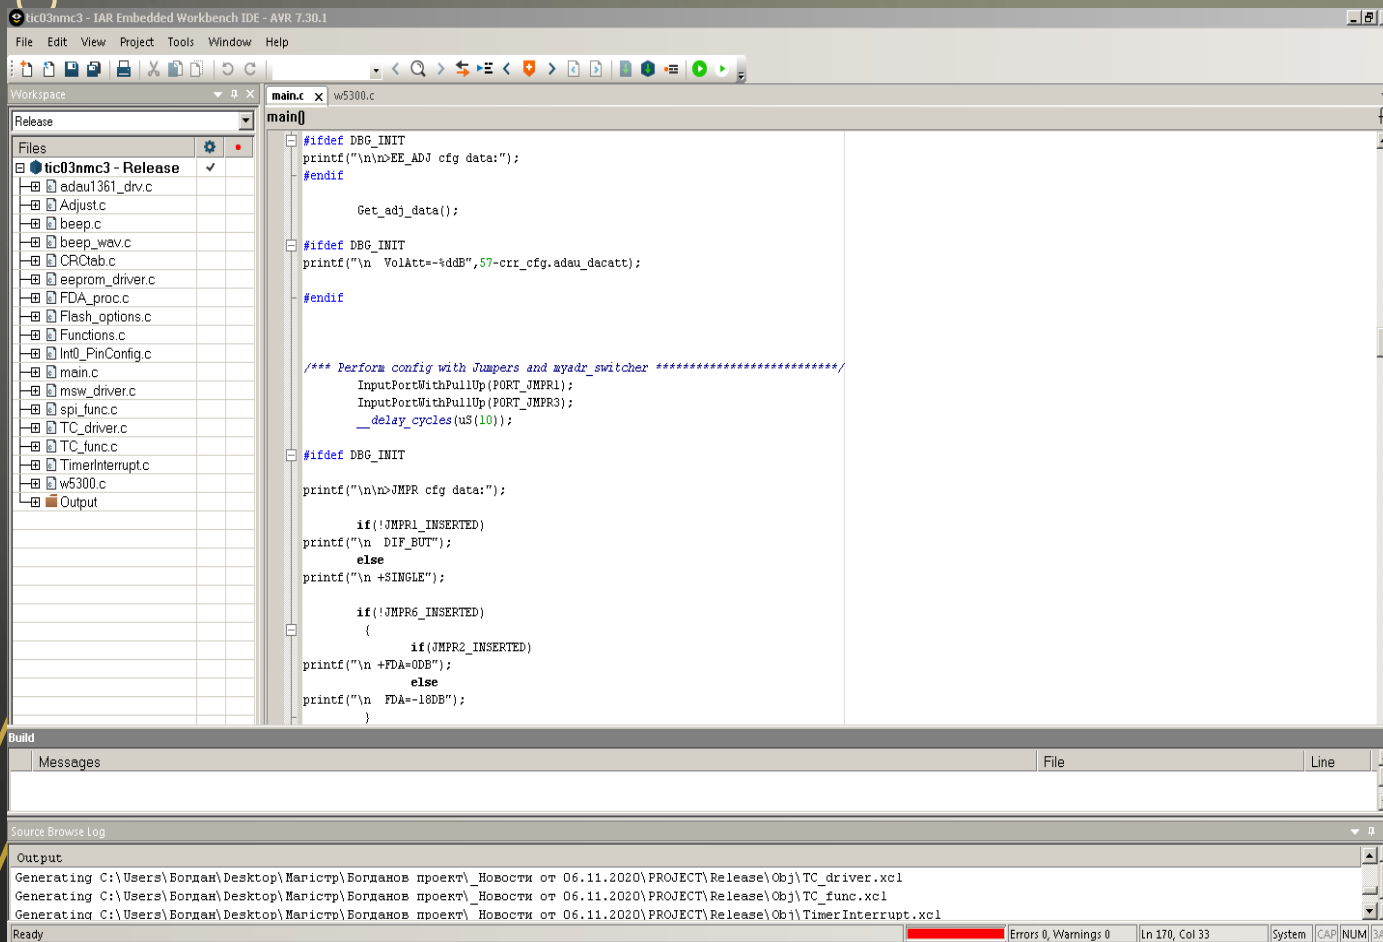 tic03nmc3 - IAR Embedded Workbench IDE - AVR 7.30.1
File Edit View Project Tools Window Help
Workspace
main.c w5300.c
Release
main()
Files
tic03nmc3 - Release
adau1361_drv.c
Adjust.c
beep.c
beep_wav.c
CRCtab.c
eeprom_driver.c
FDA_proc.c
Flash_options.c
Functions.c
Int0_PinConfig.c
main.c
msw_driver.c
spi_func.c
TC_driver.c
TC_func.c
TimerInterrupt.c
w5300.c
Output
#ifdef DBG_INIT
printf("\n\n>EE_ADJ cfg data:");
#endif
Get_adj_data();
#ifdef DBG_INIT
printf("\n  VolAtt=-%ddB",57-crr_cfg.adau_dacatt);
#endif
/*** Perform config with Jumpers and myadr_switcher ***************************/
InputPortWithPullUp(PORT_JMPR1);
InputPortWithPullUp(PORT_JMPR3);
__delay_cycles(uS(10));
#ifdef DBG_INIT
printf("\n\n>JMPR cfg data:");
if(!JMPR1_INSERTED)
printf("\n  DIF_BUT");
else
printf("\n +SINGLE");
if(!JMPR6_INSERTED)
{
if(JMPR2_INSERTED)
printf("\n +FDA=0DB");
else
printf("\n  FDA=-18DB");
}
Build
Messages File Line
Source Browse Log
Output
Generating C:\Users\Богдан\Desktop\Магістр\Богданов проект\_Новости от 06.11.2020\PROJECT\Release\Obj\TC_driver.xcl
Generating C:\Users\Богдан\Desktop\Магістр\Богданов проект\_Новости от 06.11.2020\PROJECT\Release\Obj\TC_func.xcl
Generating C:\Users\Богдан\Desktop\Магістр\Богданов проект\_Новости от 06.11.2020\PROJECT\Release\Obj\TimerInterrupt.xcl
Ready Errors 0, Warnings 0 Ln 170, Col 33 System CAP NUM